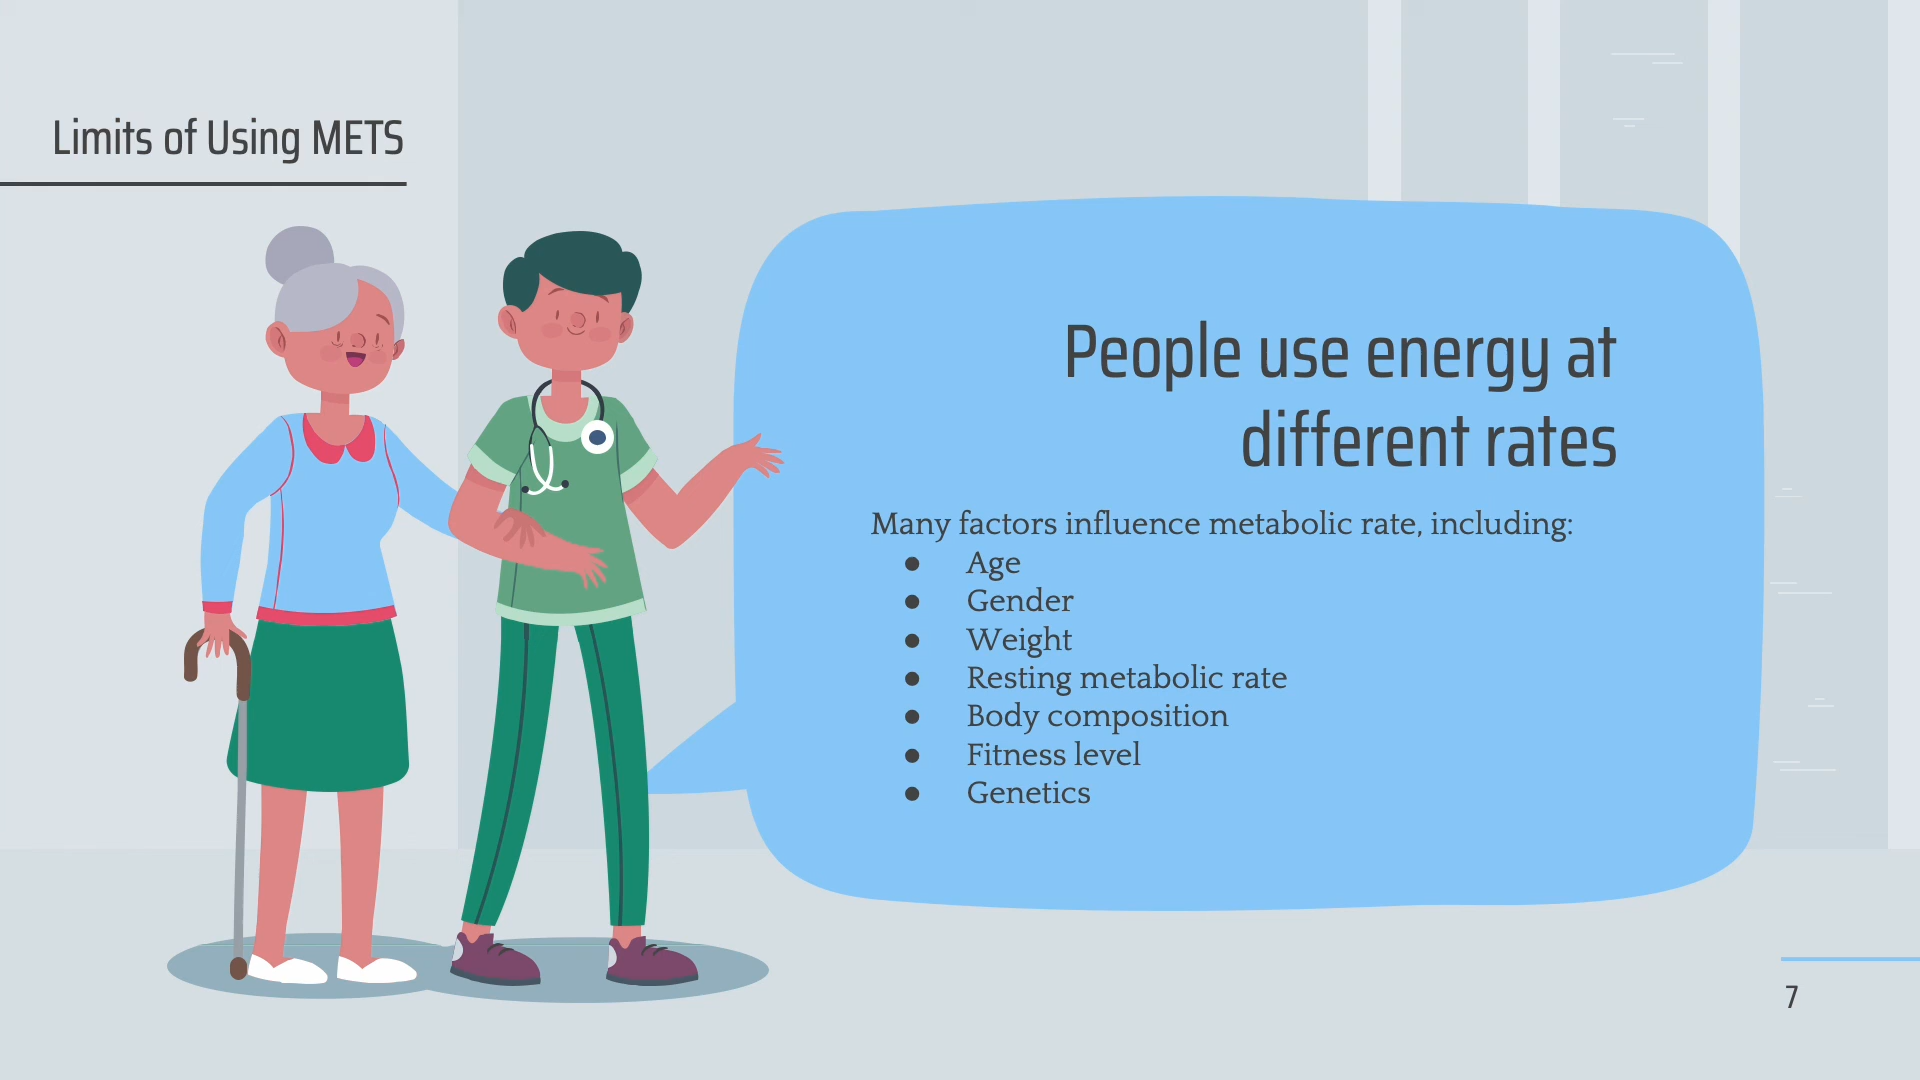 Limits of Using METS
People use energy at
different rates
Many factors influence metabolic rate, including:
● Age
● Gender
● Weight
● Resting metabolic rate
● Body composition
● Fitness level
● Genetics
7